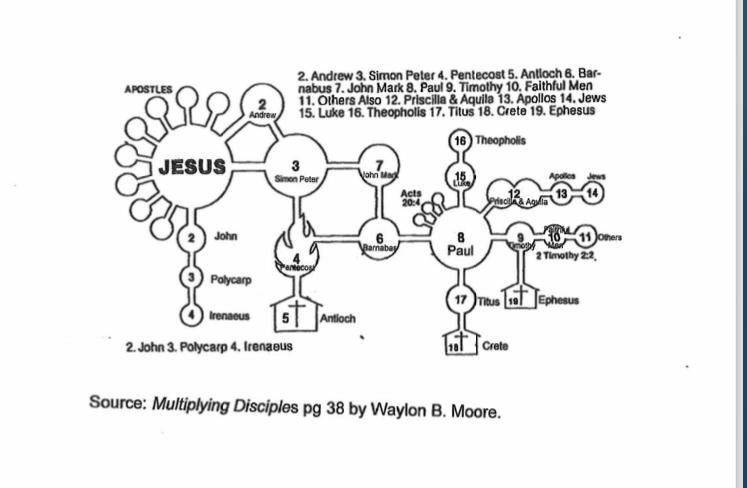 2. Andrew 3. Simon Peter 4. Pentecost 5. Antioch 6. Bar-
nabus 7. John Mark 8. Paul 9. Timothy 10. Faithful Men
11. Others Also 12. Priscilla & Aquila 13. Apollos 14. Jews
15. Luke 16. Theopholis 17. Titus 18. Crete 19. Ephesus
APOSTLES
2
Andrew
JESUS
3
Simon Peter
7
John Mark
16 Theopholis
15
Luke
Acts
20:4
12
Priscilla & Aquila
Apollos
13
Jews
14
2 John
3 Polycarp
4 Irenaeus
4
Pentecost
5 Antioch
6
Barnabas
8
Paul
9
Timothy
Faithful
10
Men
11 Others
2 Timothy 2:2
17 Titus
19 Ephesus
18 Crete
2. John 3. Polycarp 4. Irenaeus
Source: Multiplying Disciples pg 38 by Waylon B. Moore.